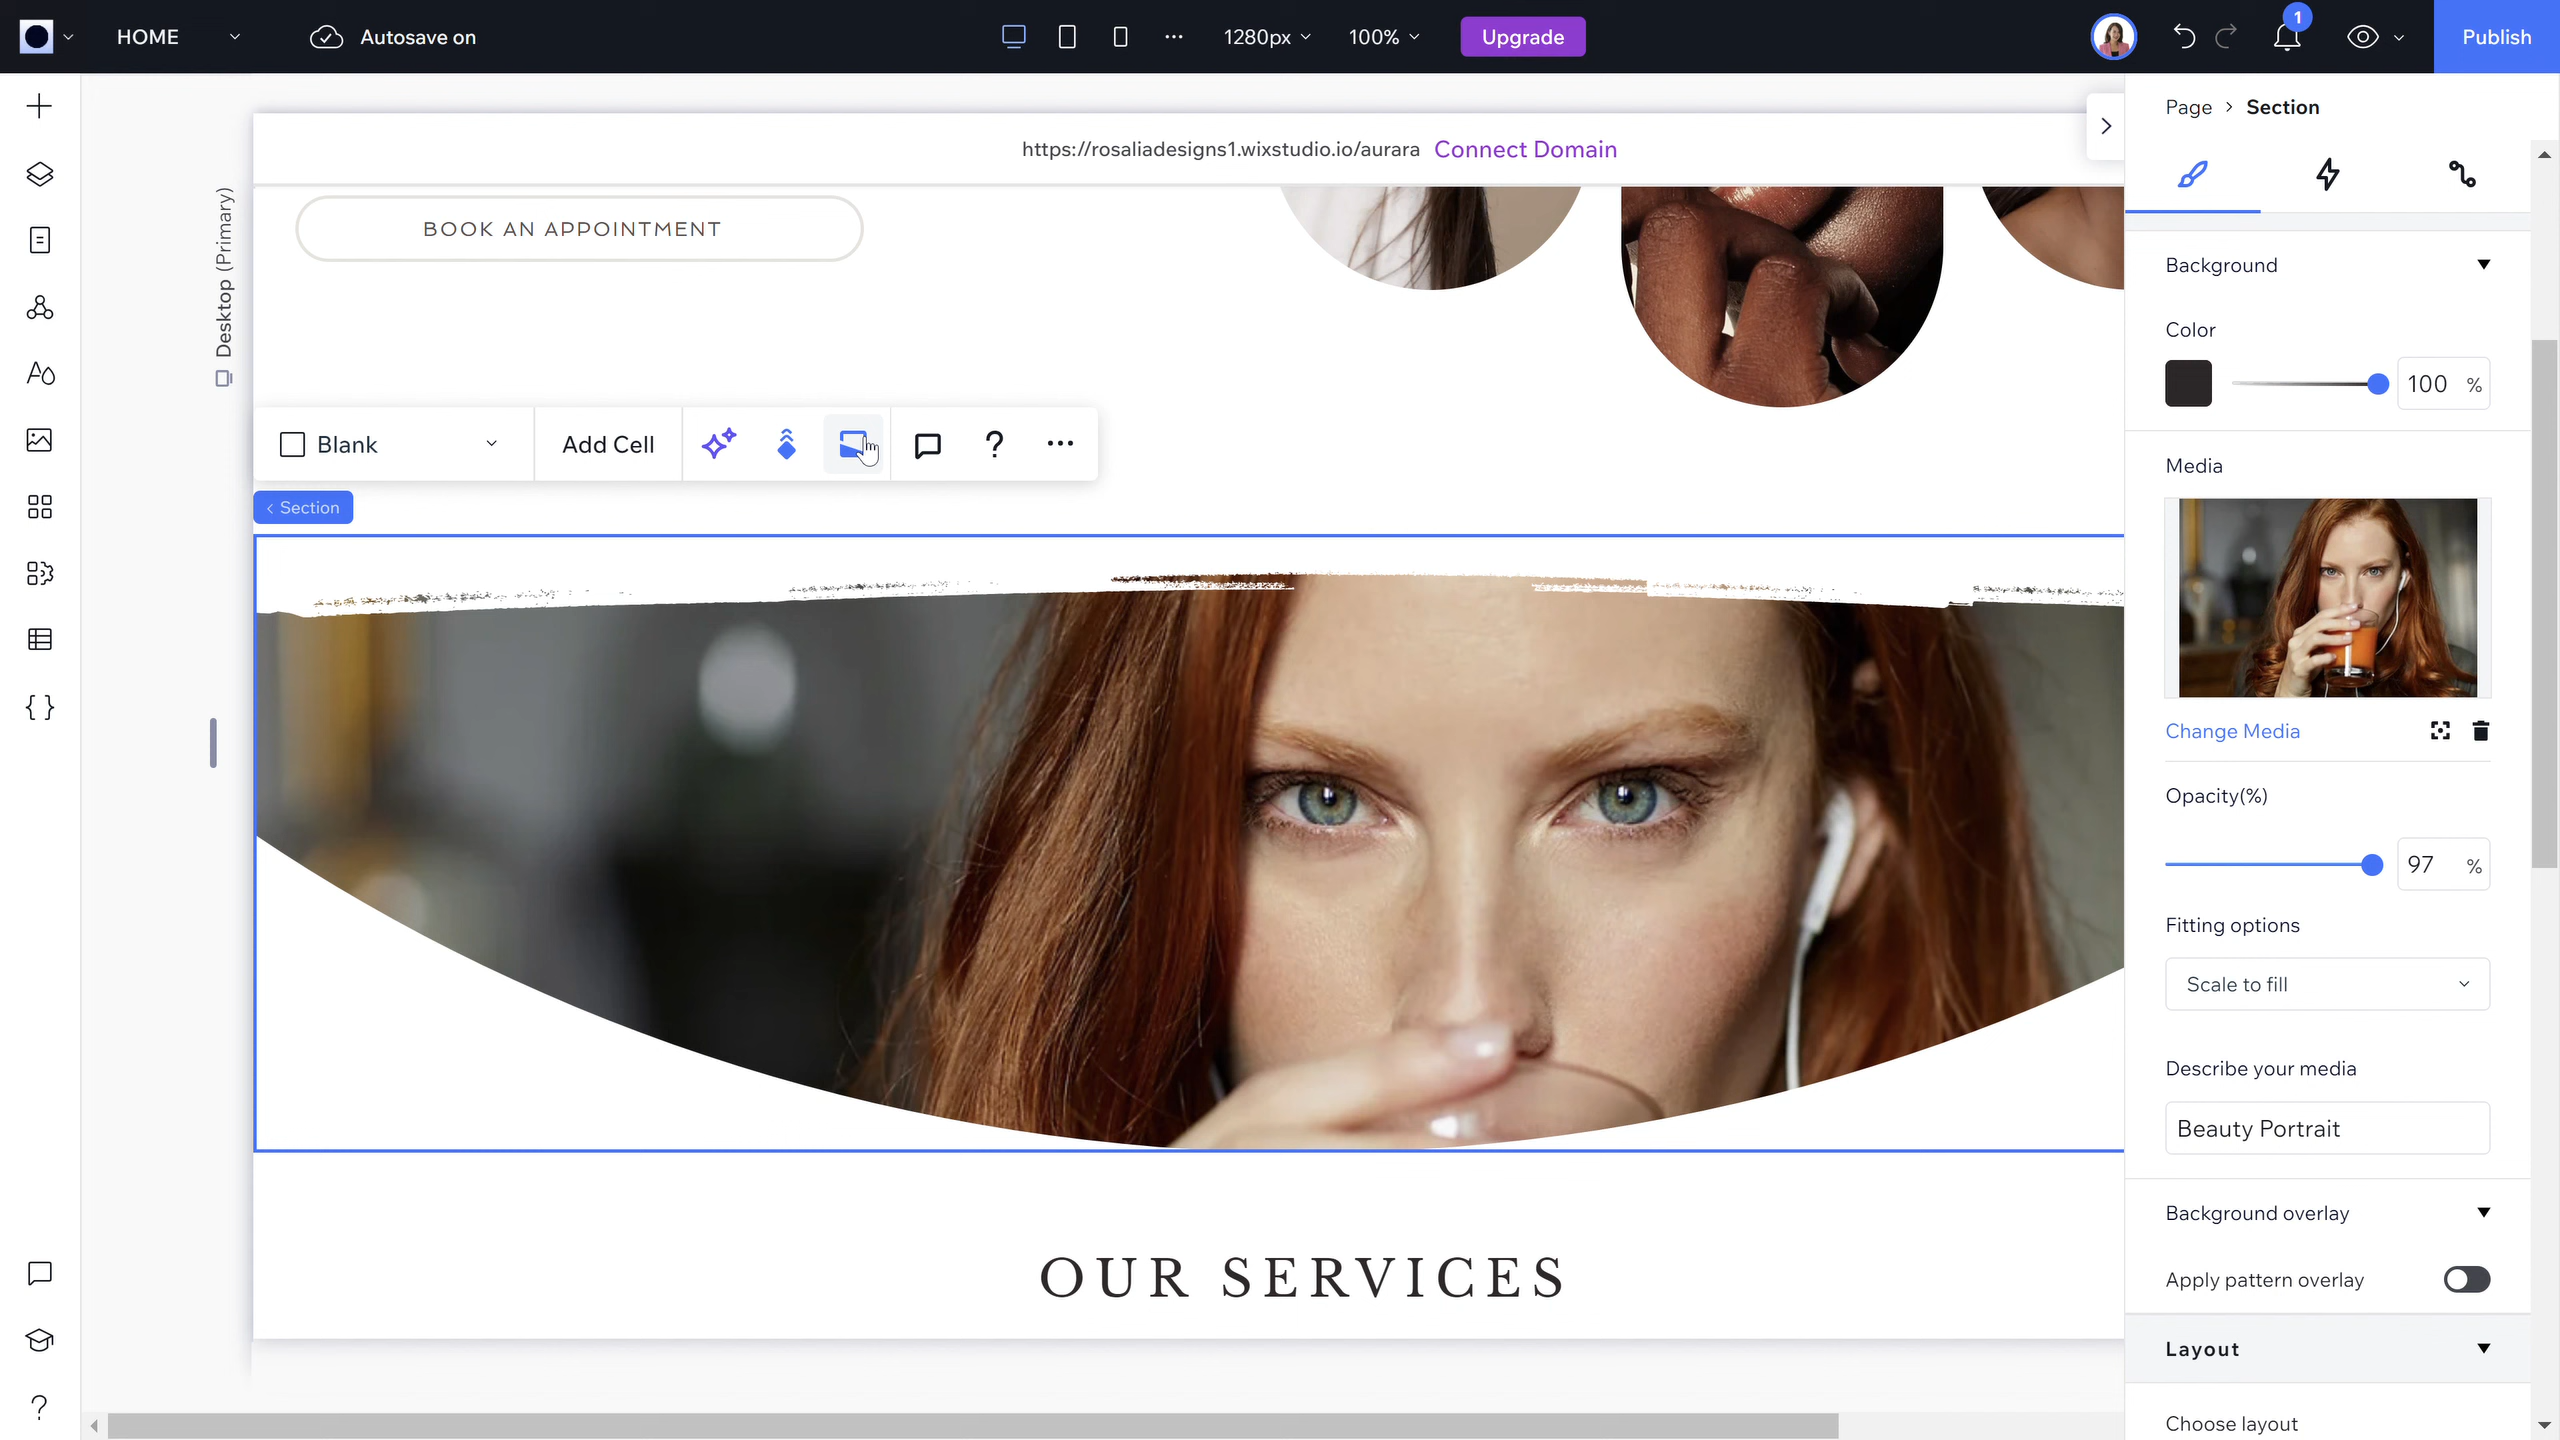 HOME
Autosave on
1280px
100%
Upgrade
1
Publish
Page > Section
https://rosaliadesigns1.wixstudio.io/aurara Connect Domain
Desktop (Primary)
BOOK AN APPOINTMENT
Blank
Add Cell
?
< Section
OUR SERVICES
?
Background
Color
100 %
Media
Change Media
Opacity(%)
97 %
Fitting options
Scale to fill
Describe your media
Beauty Portrait
Background overlay
Apply pattern overlay
Layout
Choose layout